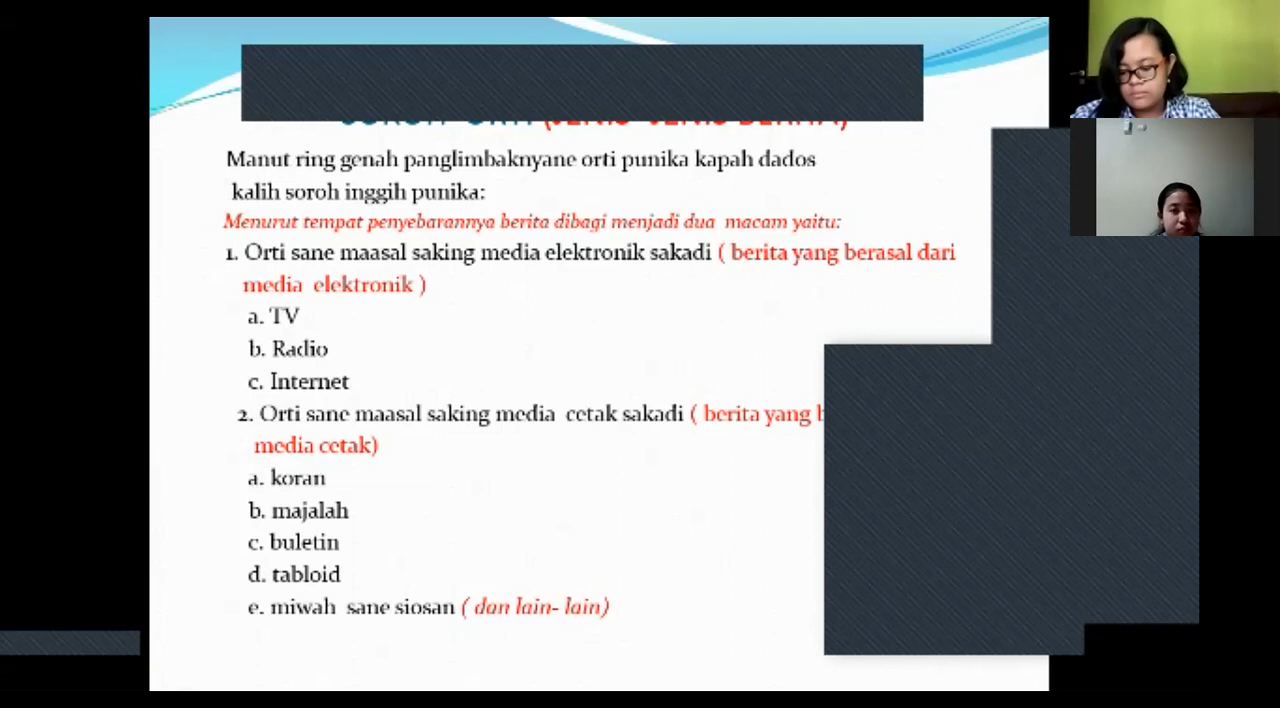 Manut ring genah panglimbaknyane orti punika kapah dados
kalih soroh inggih punika:
Menurut tempat penyebarannya berita dibagi menjadi dua macam yaitu:
1. Orti sane maasal saking media elektronik sakadi ( berita yang berasal dari
media elektronik )
a. TV
b. Radio
c. Internet
2. Orti sane maasal saking media cetak sakadi ( berita yang
media cetak)
a. koran
b. majalah
c. buletin
d. tabloid
e. miwah sane siosan ( dan lain- lain)